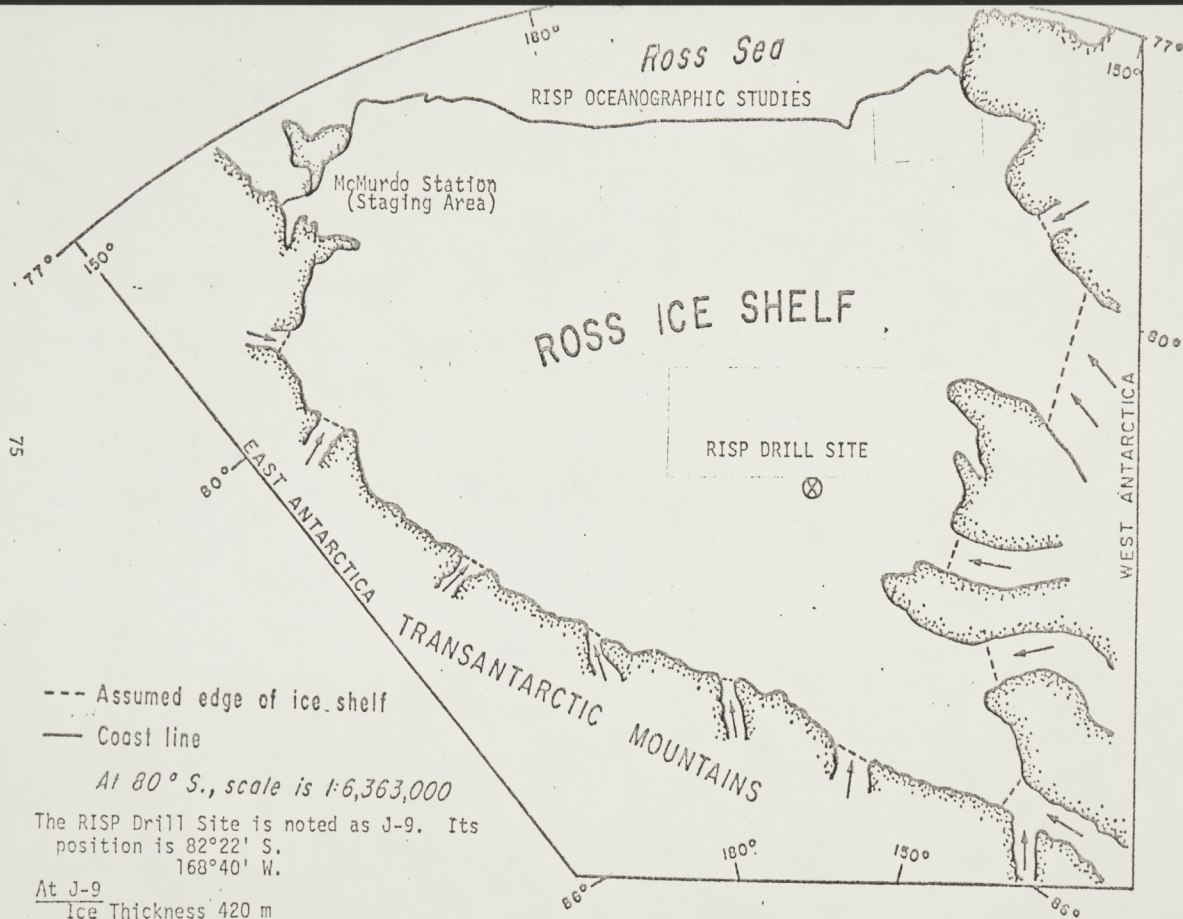 180°
Ross Sea
77°
150°
RISP OCEANOGRAPHIC STUDIES
McMurdo Station
(Staging Area)
77°
150°
ROSS ICE SHELF
80°
RISP DRILL SITE
WEST ANTARCTICA
75
EAST ANTARCTICA
80°
TRANSANTARCTIC MOUNTAINS
--- Assumed edge of ice shelf
— Coast line
At 80° S., scale is 1:6,363,000
The RISP Drill Site is noted as J-9. Its
position is 82°22' S.
168°40' W.
180°
150°
86°
86°
At J-9
Ice Thickness 420 m